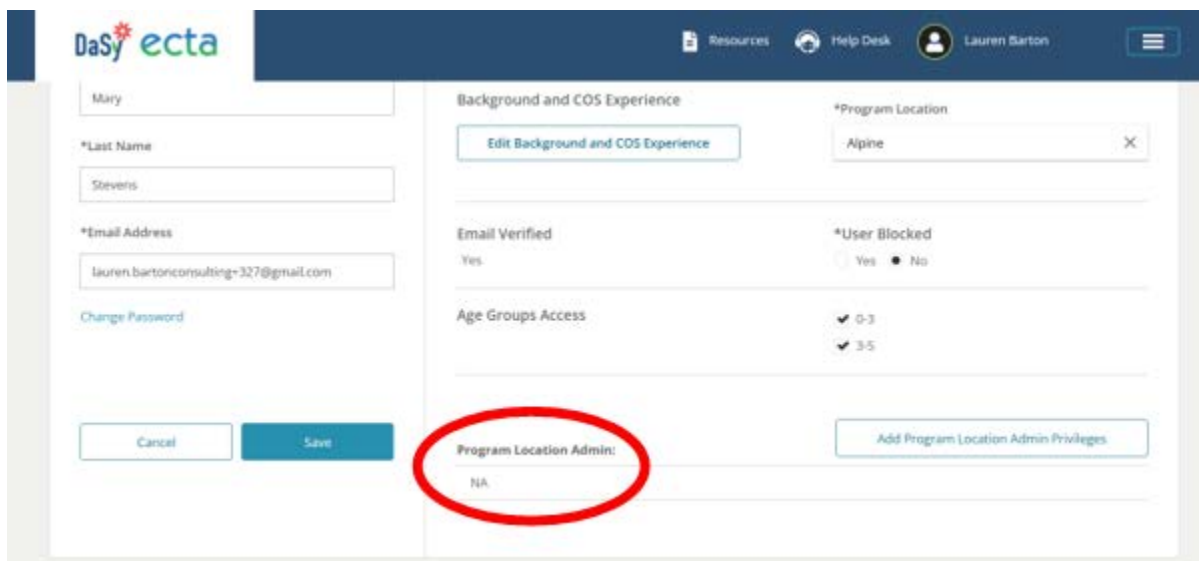 DaSy ecta
Resources
Help Desk
Lauren Barton
Mary
*Last Name
Stevens
*Email Address
lauren.bartonconsulting+327@gmail.com
Change Password
Cancel
Save
Background and COS Experience
Edit Background and COS Experience
*Program Location
Alpine
Email Verified
Yes
*User Blocked
Yes
No
Age Groups Access
0-3
3-5
Program Location Admin:
NA
Add Program Location Admin Privileges